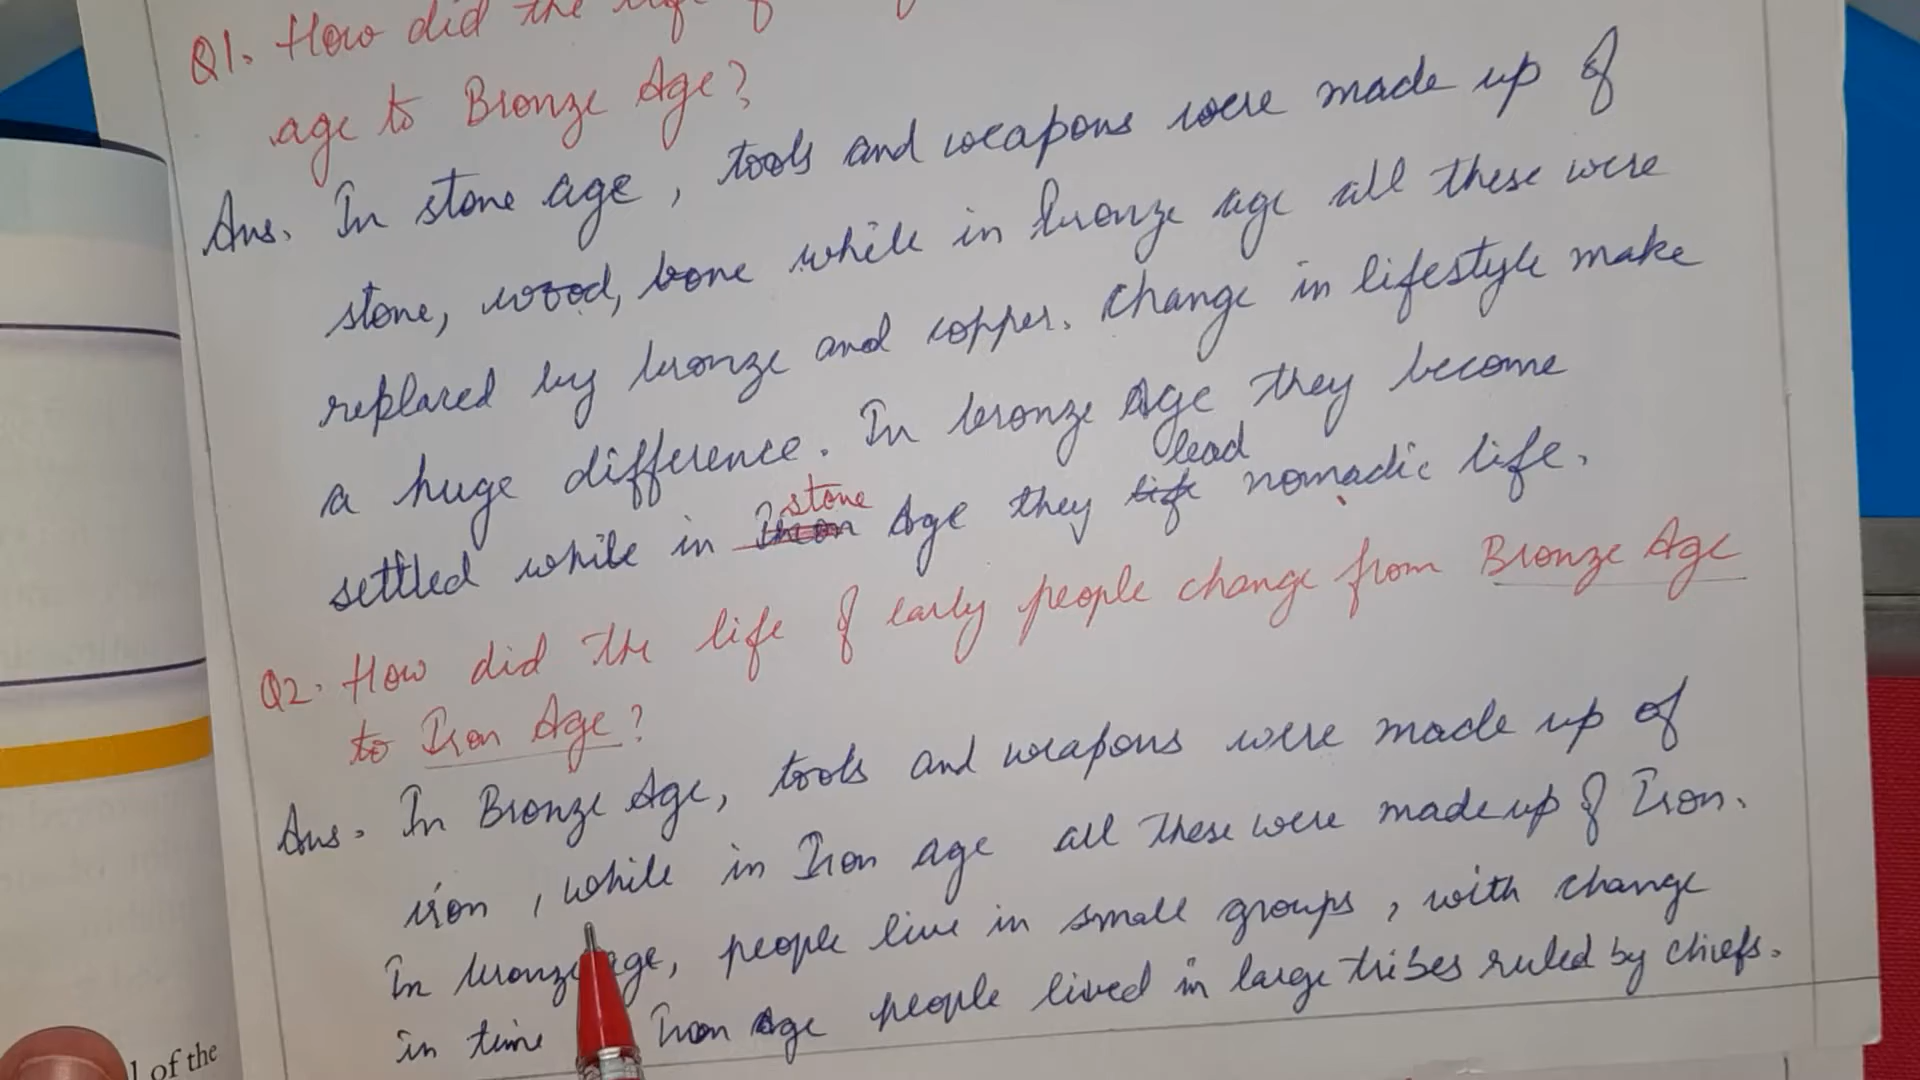 Q1. How did the life of
age to Bronze Age?
Ans. In stone age, tools and weapons were made up of
stone, wood, bone while in bronze age all these were
replaced by bronze and copper. Change in lifestyle make
a huge difference. In bronze Age they become
lead
stone
settled while in Iron Age they life nomadic life.
Q2. How did the life of early people change from Bronze Age
to Iron Age?
Ans. In Bronze Age, tools and weapons were made up of
iron, while in Iron age all these were made up of Iron.
In bronze age, people live in small groups, with change
in time Iron Age people lived in large tribes ruled by chiefs.
l of the